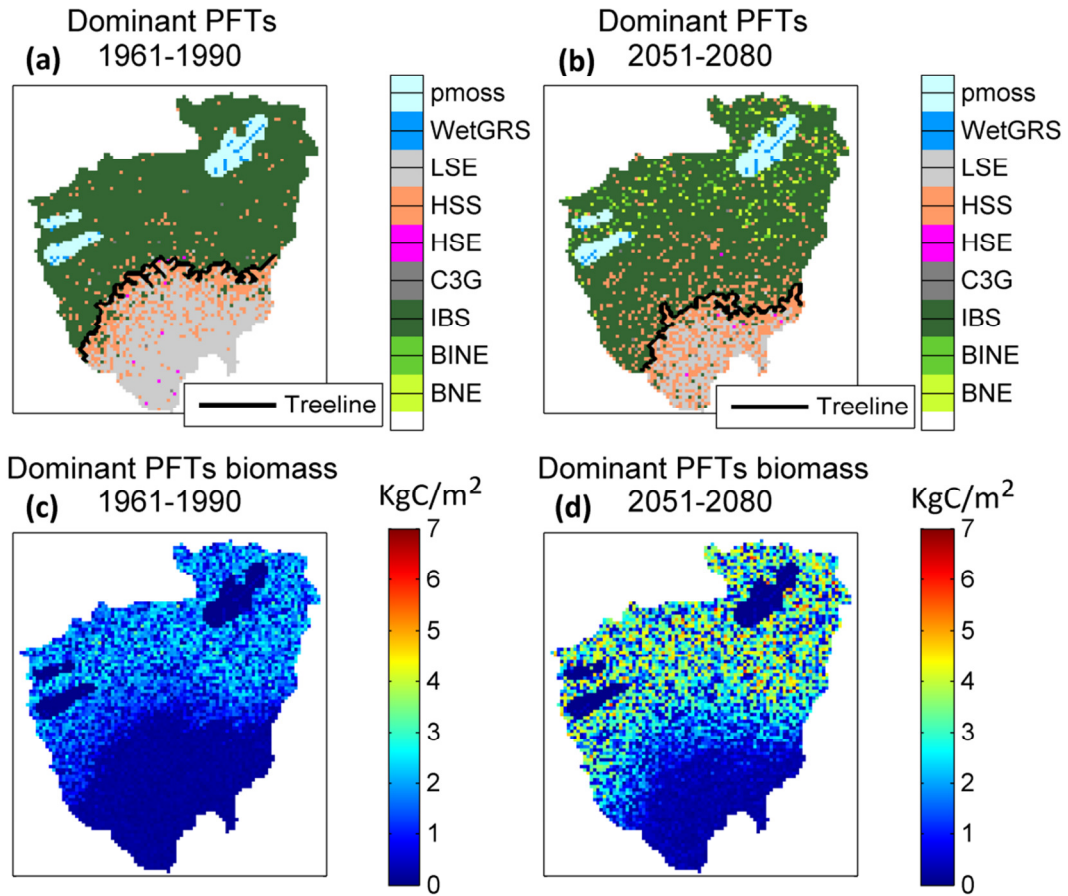 Dominant PFTs
1961-1990
(a)
pmoss
WetGRS
LSE
HSS
HSE
C3G
IBS
BINE
BNE
Treeline
Dominant PFTs
2051-2080
(b)
pmoss
WetGRS
LSE
HSS
HSE
C3G
IBS
BINE
BNE
Treeline
Dominant PFTs biomass
1961-1990
(c)
KgC/m²
7
6
5
4
3
2
1
0
Dominant PFTs biomass
2051-2080
(d)
KgC/m²
7
6
5
4
3
2
1
0